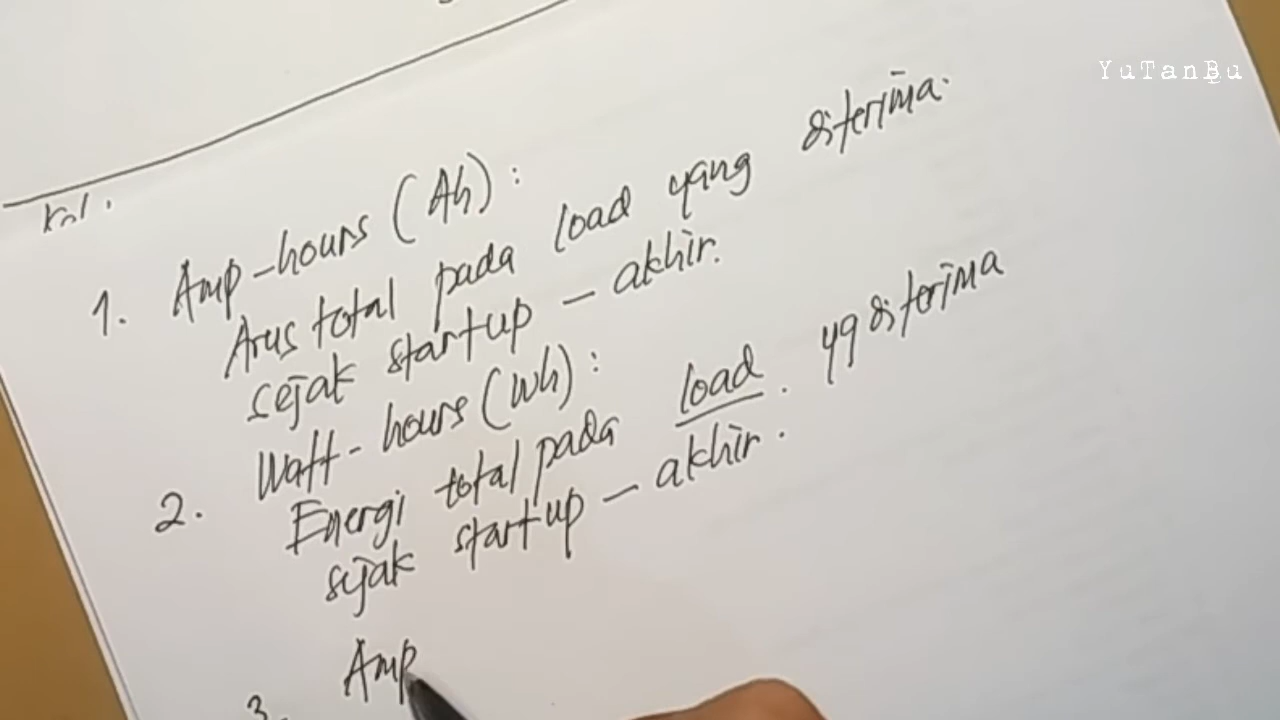 YuTanBu
Ket.
1. Amp-hours (Ah) :
Arus total pada load yang diterima.
sejak startup - akhir.
2. Watt-hours (Wh) :
Energi total pada load. yg diterima
sejak startup - akhir.
3. Amp